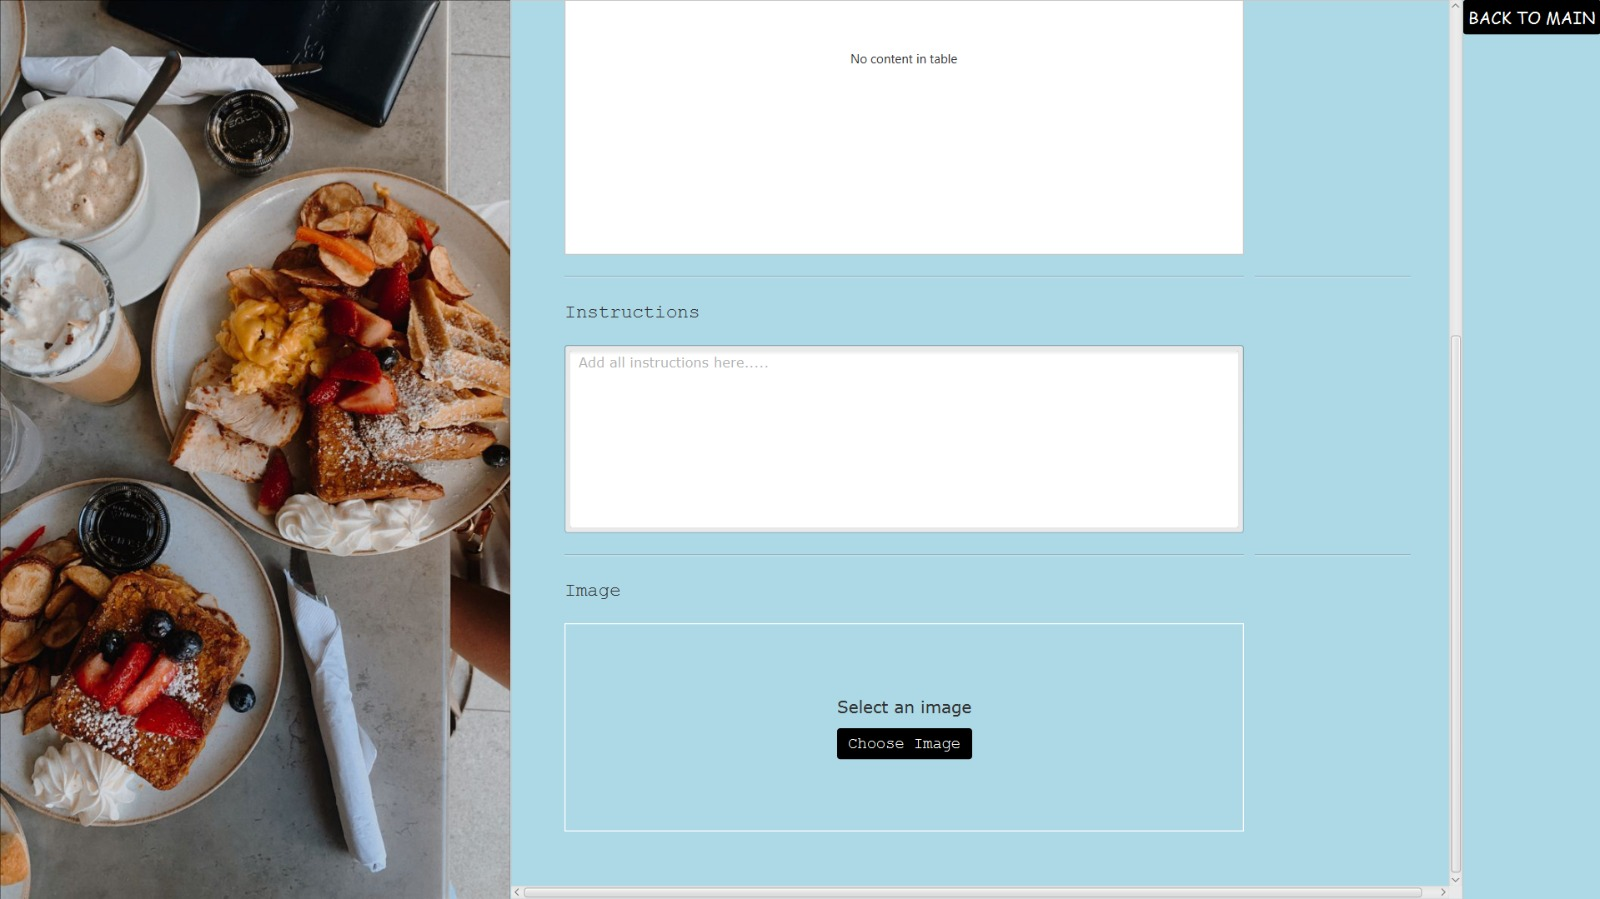 BACK TO MAIN
No content in table
Instructions
Add all instructions here.....
Image
Select an image
Choose Image